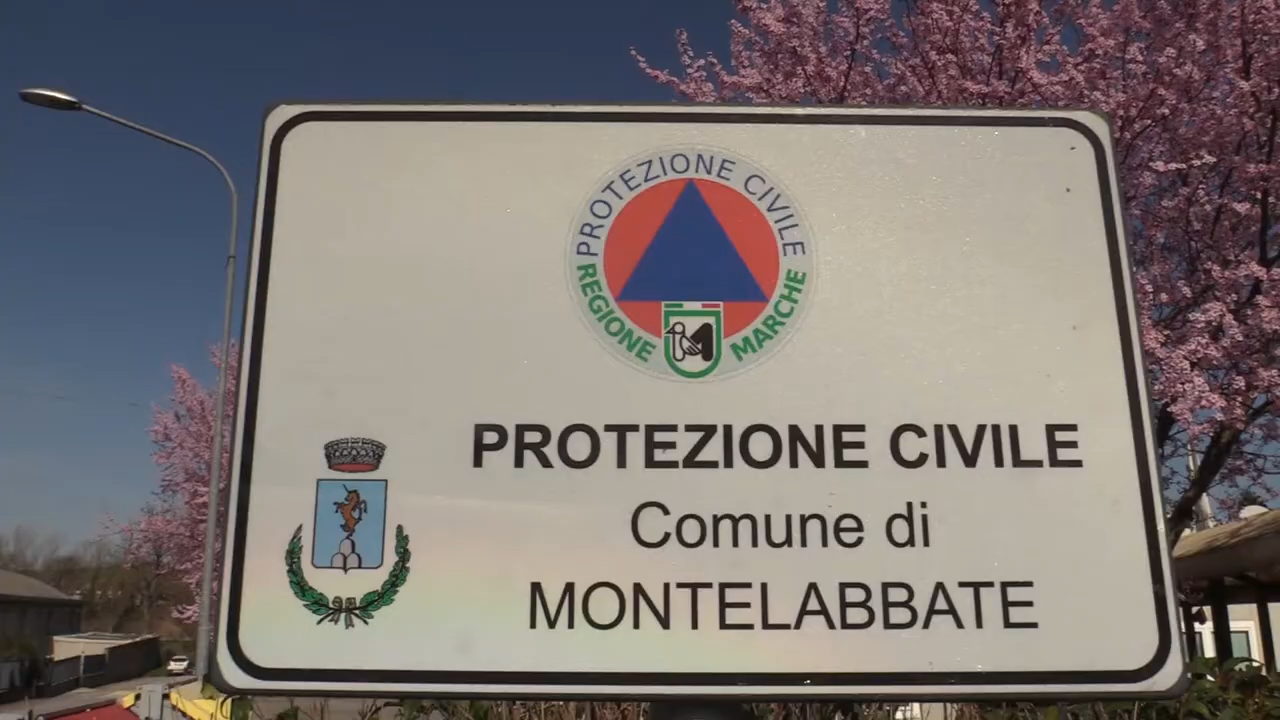 PROTEZIONE CIVILE
REGIONE MARCHE
PROTEZIONE CIVILE
Comune di
MONTELABBATE